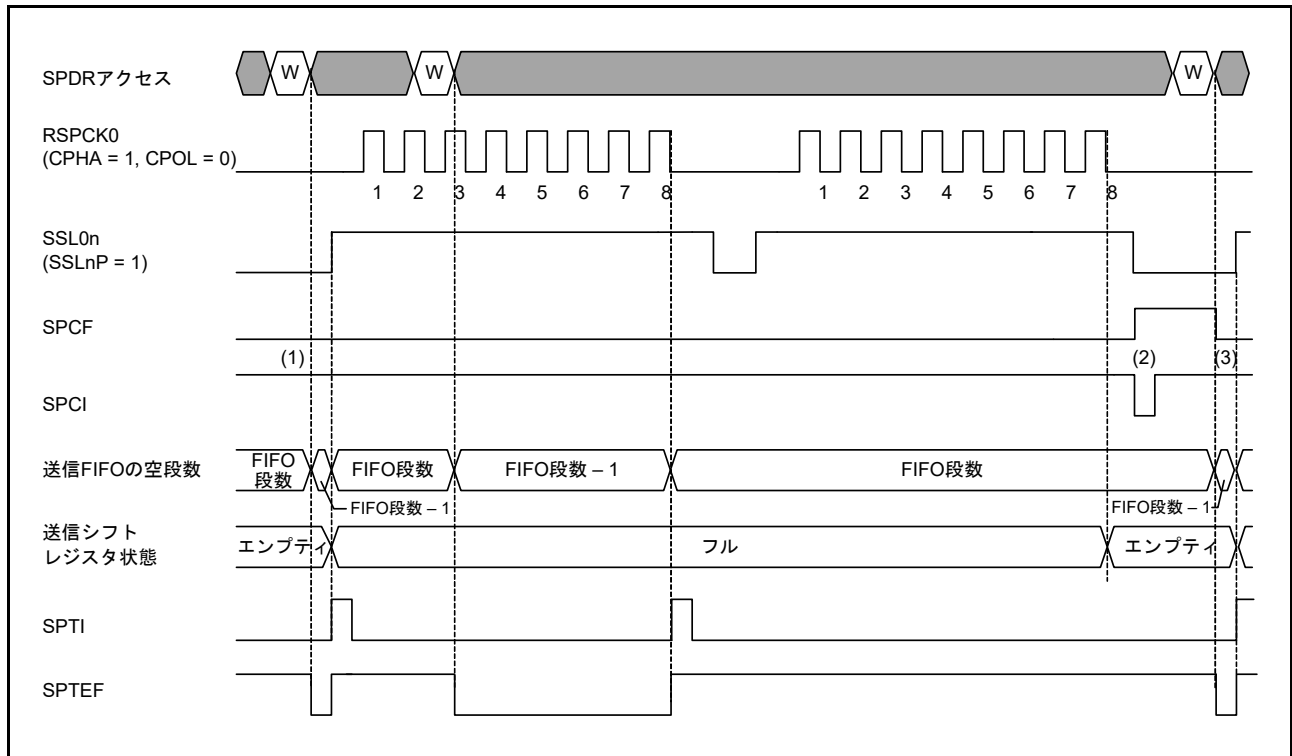 SPDRアクセス
W W W
RSPCK0
(CPHA = 1, CPOL = 0)
1 2 3 4 5 6 7 8 1 2 3 4 5 6 7 8
SSL0n
(SSLnP = 1)
SPCF
(1) (2) (3)
SPCI
送信FIFOの空段数
FIFO
段数
FIFO段数 FIFO段数 – 1 FIFO段数
FIFO段数 – 1 FIFO段数 – 1
送信シフト
レジスタ状態
エンプティ フル エンプティ
SPTI
SPTEF